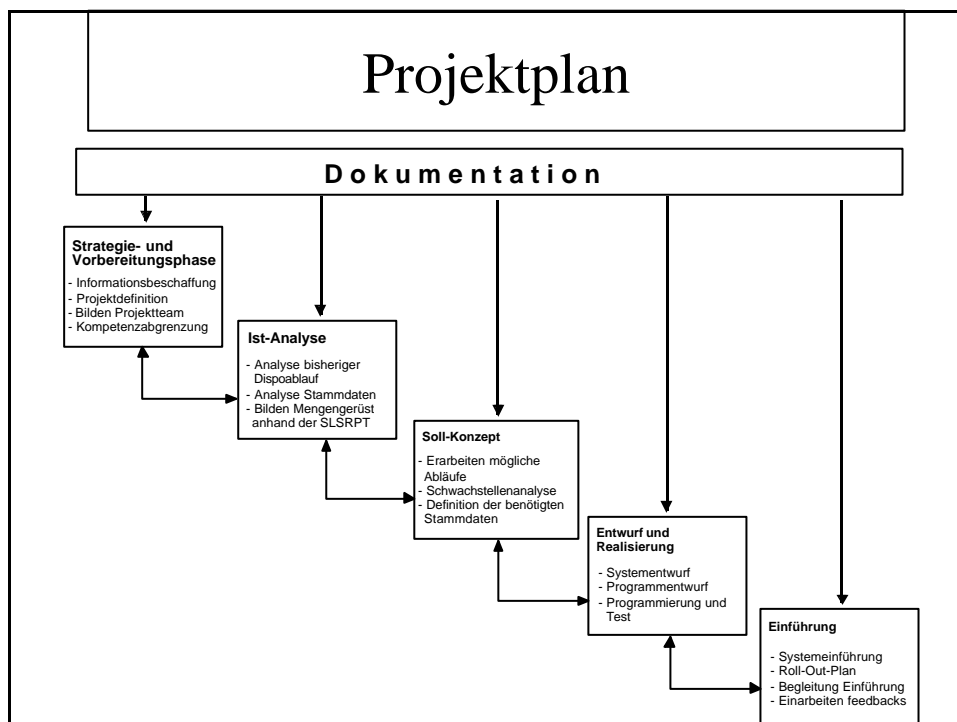 Projektplan
Dokumentation
Strategie- und
Vorbereitungsphase
- Informationsbeschaffung
- Projektdefinition
- Bilden Projektteam
- Kompetenzabgrenzung
Ist-Analyse
- Analyse bisheriger
Dispoablauf
- Analyse Stammdaten
- Bilden Mengengerüst
anhand der SLSRPT
Soll-Konzept
- Erarbeiten mögliche
Abläufe
- Schwachstellenanalyse
- Definition der benötigten
Stammdaten
Entwurf und
Realisierung
- Systementwurf
- Programmentwurf
- Programmierung und
Test
Einführung
- Systemeinführung
- Roll-Out-Plan
- Begleitung Einführung
- Einarbeiten feedbacks